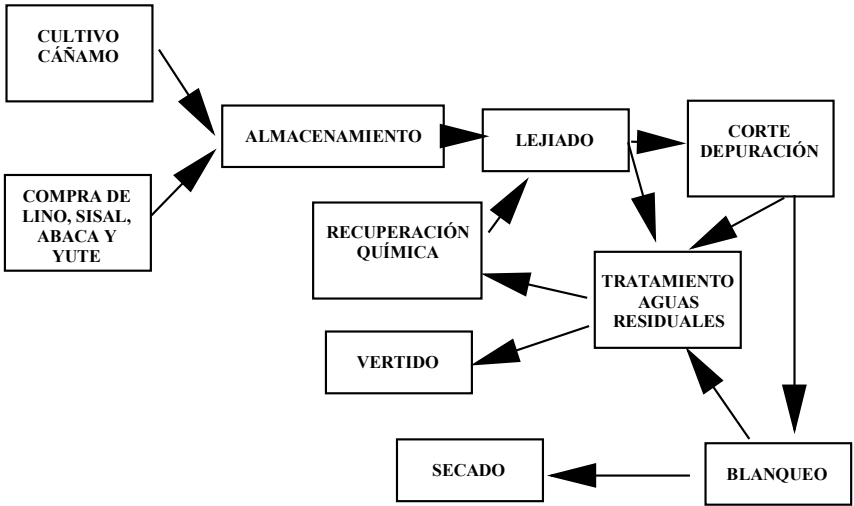 CULTIVO
CÁÑAMO
ALMACENAMIENTO
LEJIADO
CORTE
DEPURACIÓN
COMPRA DE
LINO, SISAL,
ABACA Y
YUTE
RECUPERACIÓN
QUÍMICA
TRATAMIENTO
AGUAS
RESIDUALES
VERTIDO
SECADO
BLANQUEO